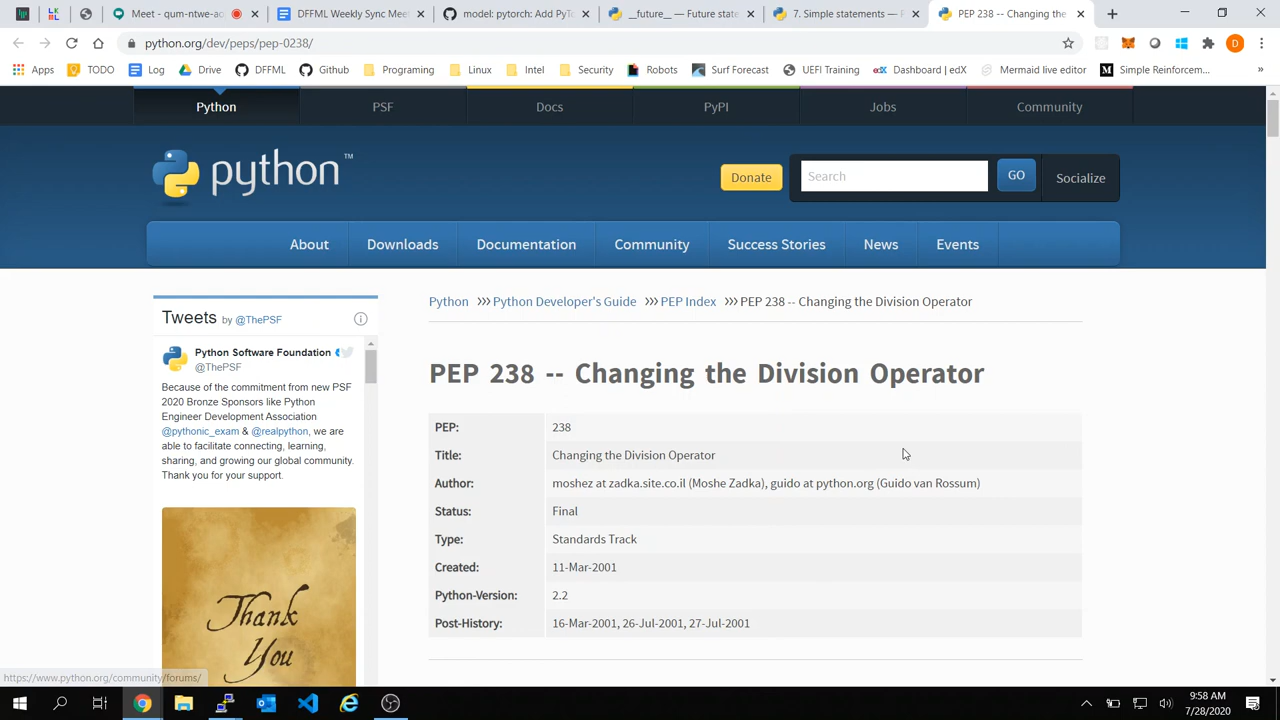 Meet - qumr-twe-ao
DFFML Weekly Sync Mee
model: pytorch: Add PyTo
__future__ — Future state
7. Simple statements — P
PEP 238 -- Changing the
python.org/dev/peps/pep-0238/
D
Apps
TODO
Log
Drive
DFFML
Github
Programing
Linux
Intel
Security
Robots
Surf Forecast
UEFI Training
Dashboard | edX
Mermaid live editor
Simple Reinforcem...
Python
PSF
Docs
PyPI
Jobs
Community
python™
Donate
Search
GO
Socialize
About
Downloads
Documentation
Community
Success Stories
News
Events
Tweets by @ThePSF
Python >>> Python Developer's Guide >>> PEP Index >>> PEP 238 -- Changing the Division Operator
Python Software Foundation
@ThePSF
Because of the commitment from new PSF
2020 Bronze Sponsors like Python
Engineer Development Association
@pythonic_exam & @realpython, we are
able to facilitate connecting, learning,
sharing, and growing our global community.
Thank you for your support.
Thank
You
PEP 238 -- Changing the Division Operator
PEP: 238
Title: Changing the Division Operator
Author: moshez at zadka.site.co.il (Moshe Zadka), guido at python.org (Guido van Rossum)
Status: Final
Type: Standards Track
Created: 11-Mar-2001
Python-Version: 2.2
Post-History: 16-Mar-2001, 26-Jul-2001, 27-Jul-2001
https://www.python.org/community/forums/
9:58 AM
7/28/2020